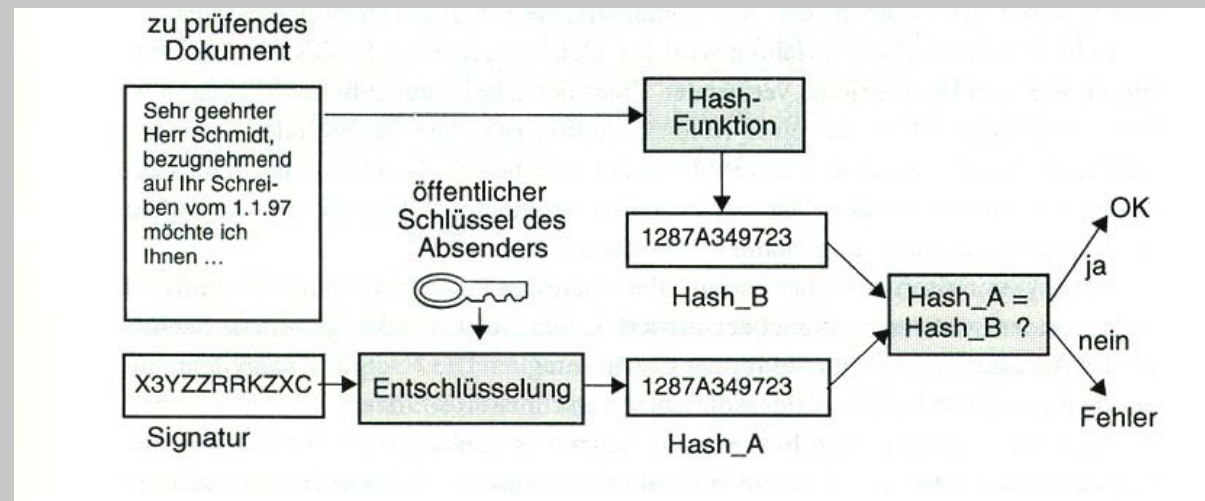 zu prüfendes
Dokument
Sehr geehrter
Herr Schmidt,
bezugnehmend
auf Ihr Schrei-
ben vom 1.1.97
möchte ich
Ihnen ...
Hash-
Funktion
öffentlicher
Schlüssel des
Absenders
1287A349723
Hash_B
OK
ja
Hash_A =
Hash_B ?
nein
Fehler
X3YZZRRKZXC
Entschlüsselung
1287A349723
Signatur
Hash_A